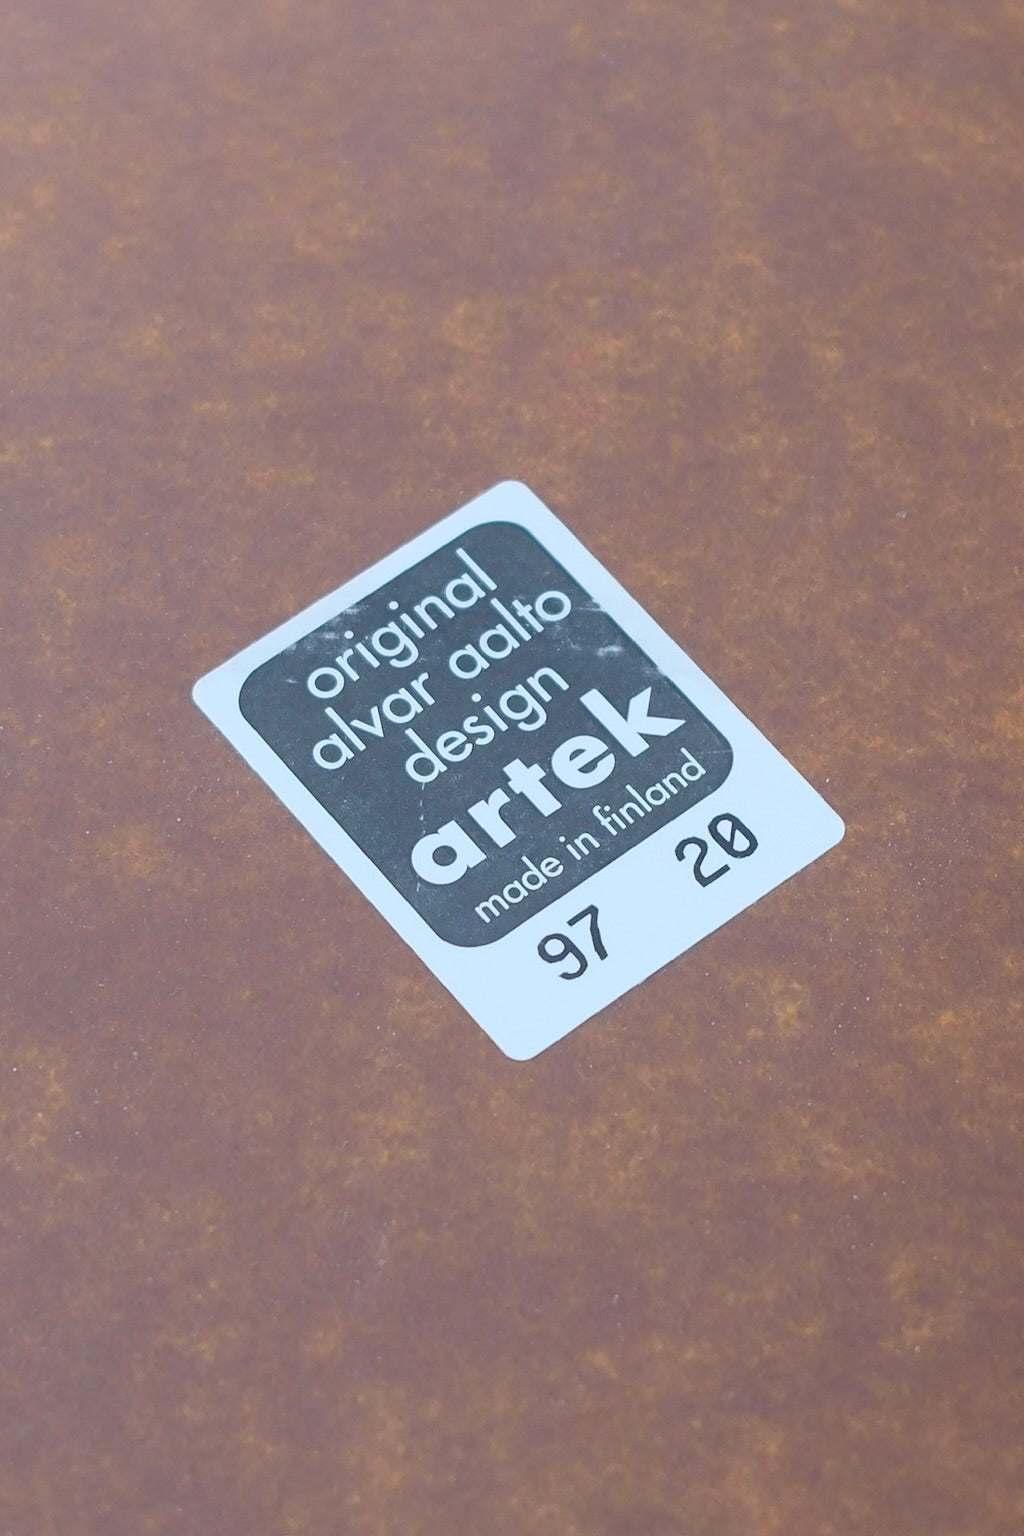 original
alvar aalto
design
artek
made in finland
97 20